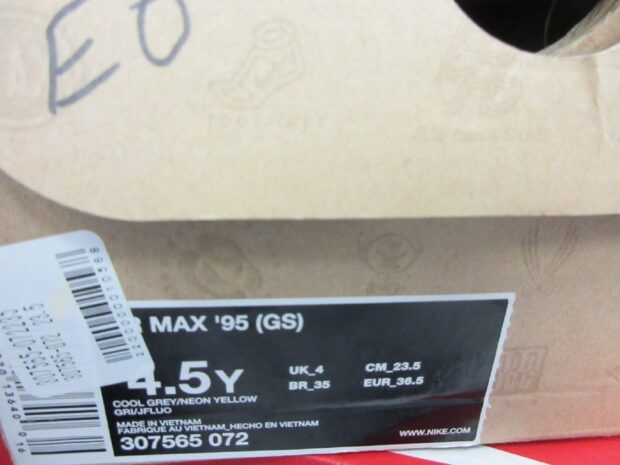 EO
R MAX '95 (GS)
4.5Y
UK_4 CM_23.5
BR_35 EUR_36.5
COOL GREY/NEON YELLOW
GRI/JFLUO
MADE IN VIETNAM
FABRIQUE AU VIETNAM_HECHO EN VIETNAM
307565 072
WWW.NIKE.COM